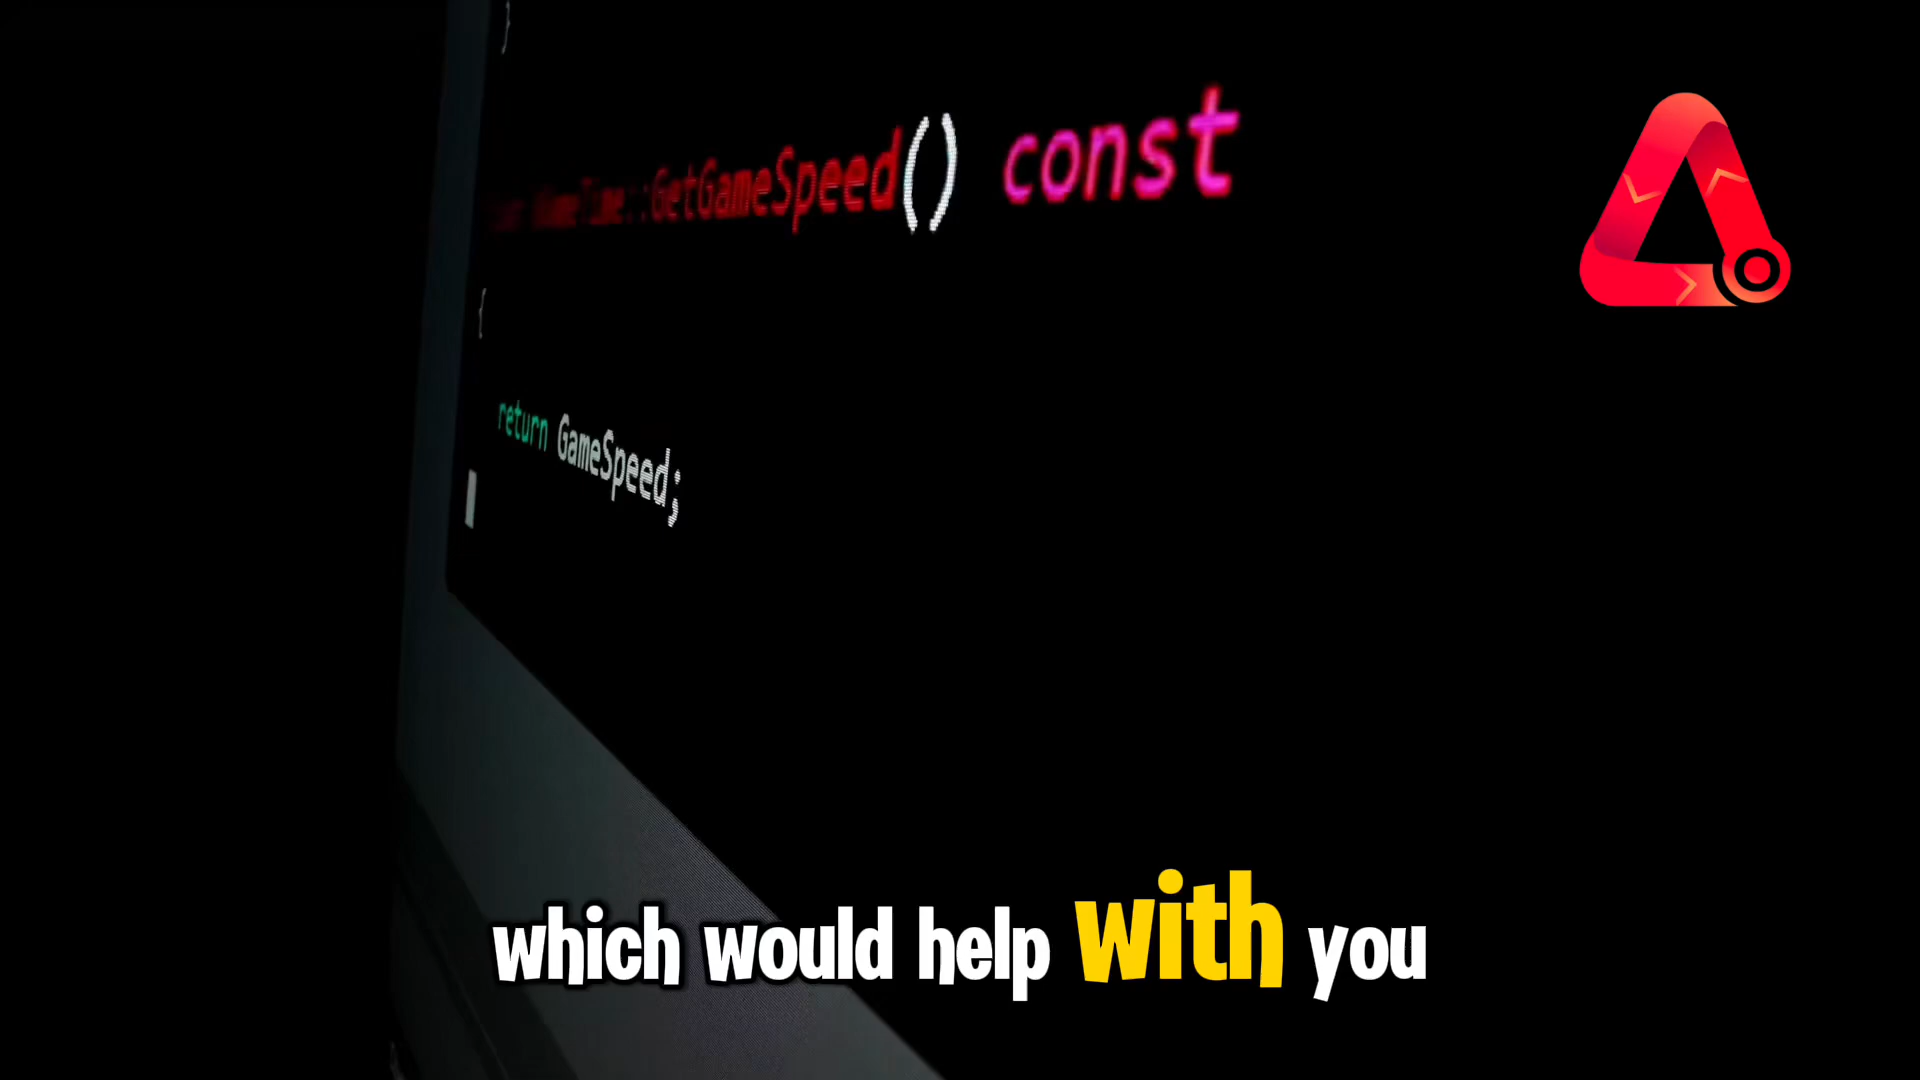 }
GetGameSpeed() const
{
return GameSpeed;
which would help with you